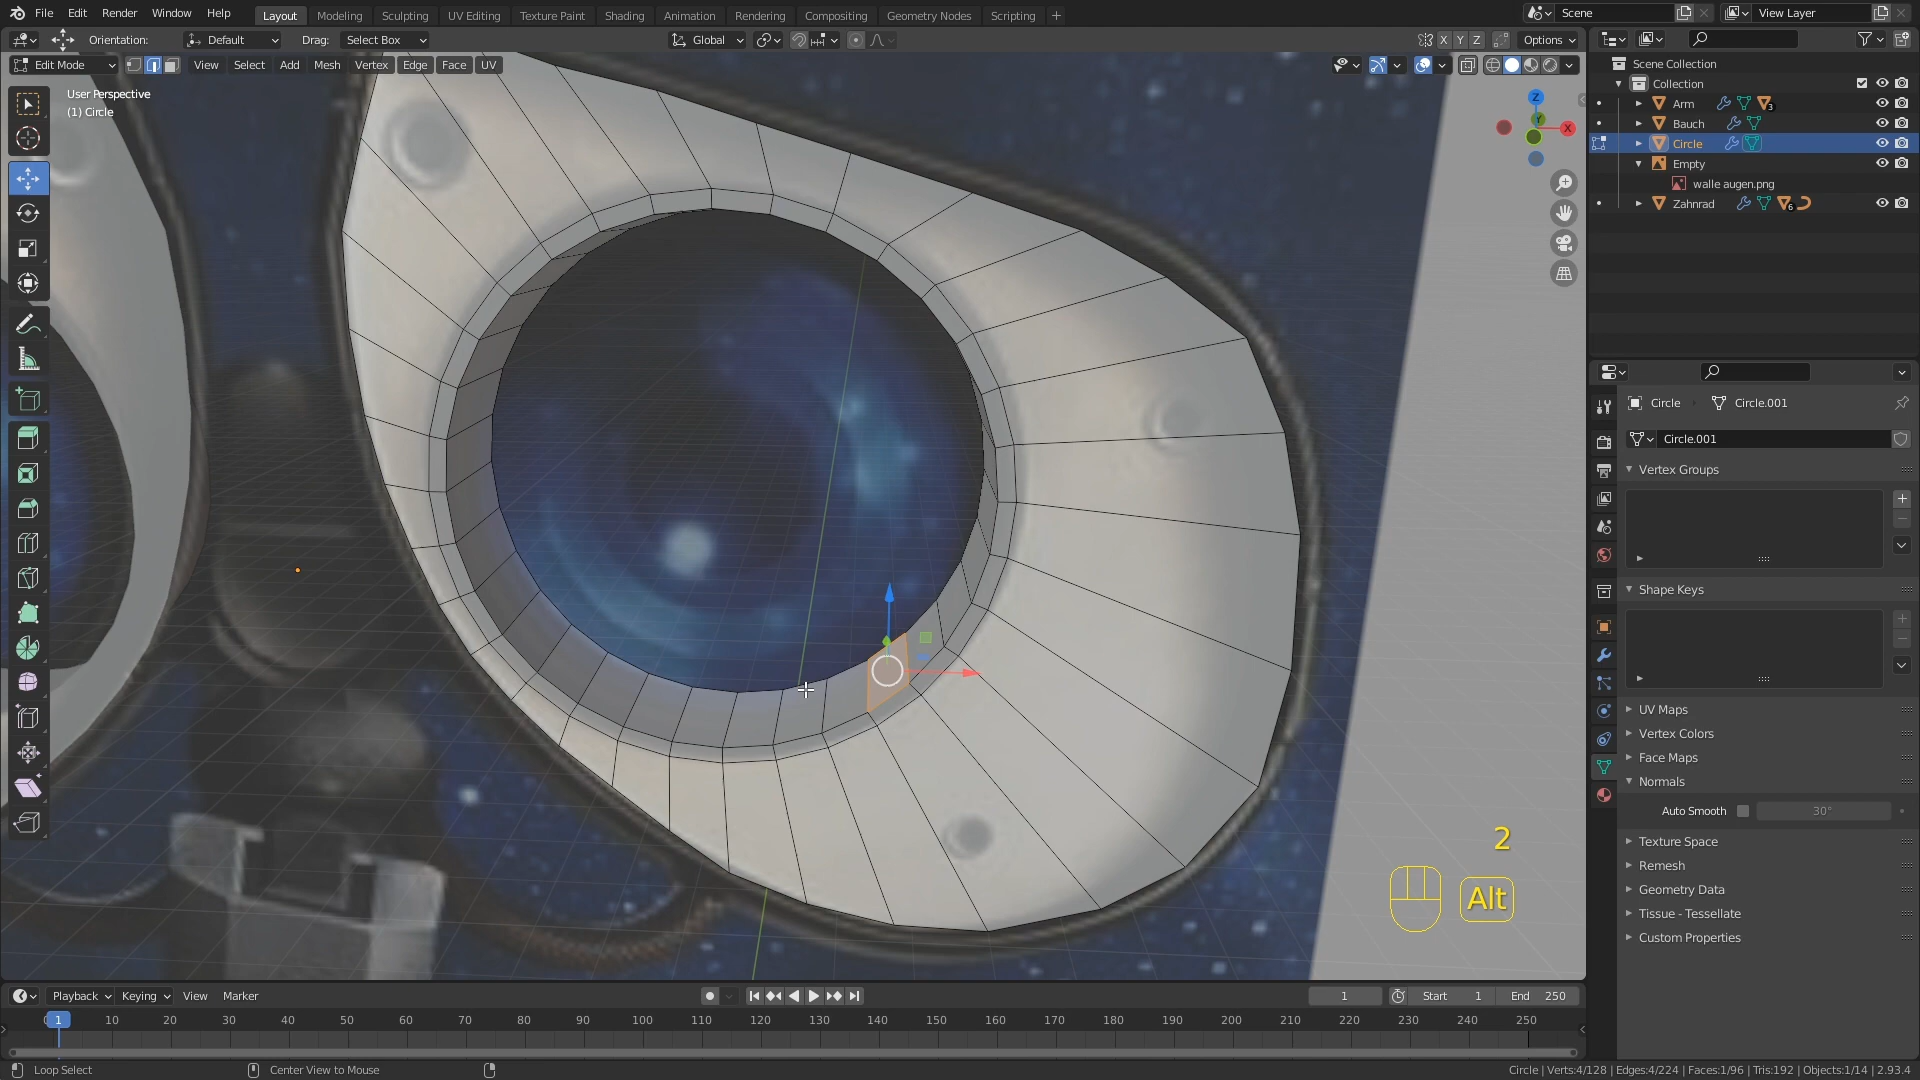 File Edit Render Window Help
Layout Modeling Sculpting UV Editing Texture Paint Shading Animation Rendering Compositing Geometry Nodes Scripting +
Scene
View Layer
Orientation: Default Drag: Select Box
Global
X Y Z Options
Edit Mode View Select Add Mesh Vertex Edge Face UV
User Perspective
(1) Circle
Z
Y
X
Scene Collection
Collection
Arm 3
Bauch
Circle
Empty
walle augen.png
Zahnrad 6
Circle Circle.001
Circle.001
Vertex Groups
Shape Keys
UV Maps
Vertex Colors
Face Maps
Normals
Auto Smooth 30°
Texture Space
Remesh
Geometry Data
Tissue - Tessellate
Custom Properties
2
Alt
Playback Keying View Marker
1 Start 1 End 250
1 10 20 30 40 50 60 70 80 90 100 110 120 130 140 150 160 170 180 190 200 210 220 230 240 250
Loop Select Center View to Mouse
Circle | Verts:4/128 | Edges:4/224 | Faces:1/96 | Tris:192 | Objects:1/14 | 2.93.4